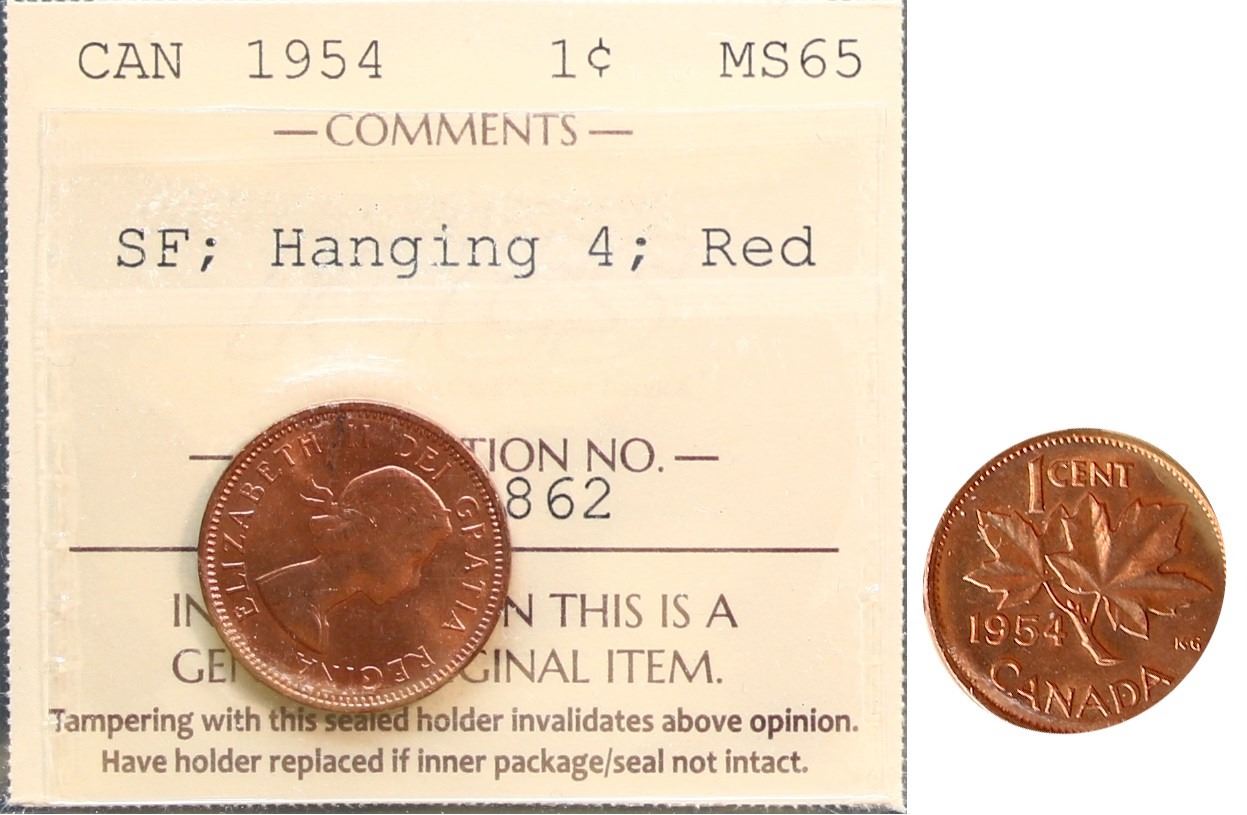 CAN 1954 1¢ MS65
—COMMENTS—
SF; Hanging 4; Red
— TION NO.—
862
IN N THIS IS A
GEN GINAL ITEM.
Tampering with this sealed holder invalidates above opinion.
Have holder replaced if inner package/seal not intact.
ELIZABETH II DEI GRATIA REGINA
1 CENT
1954
KG
CANADA